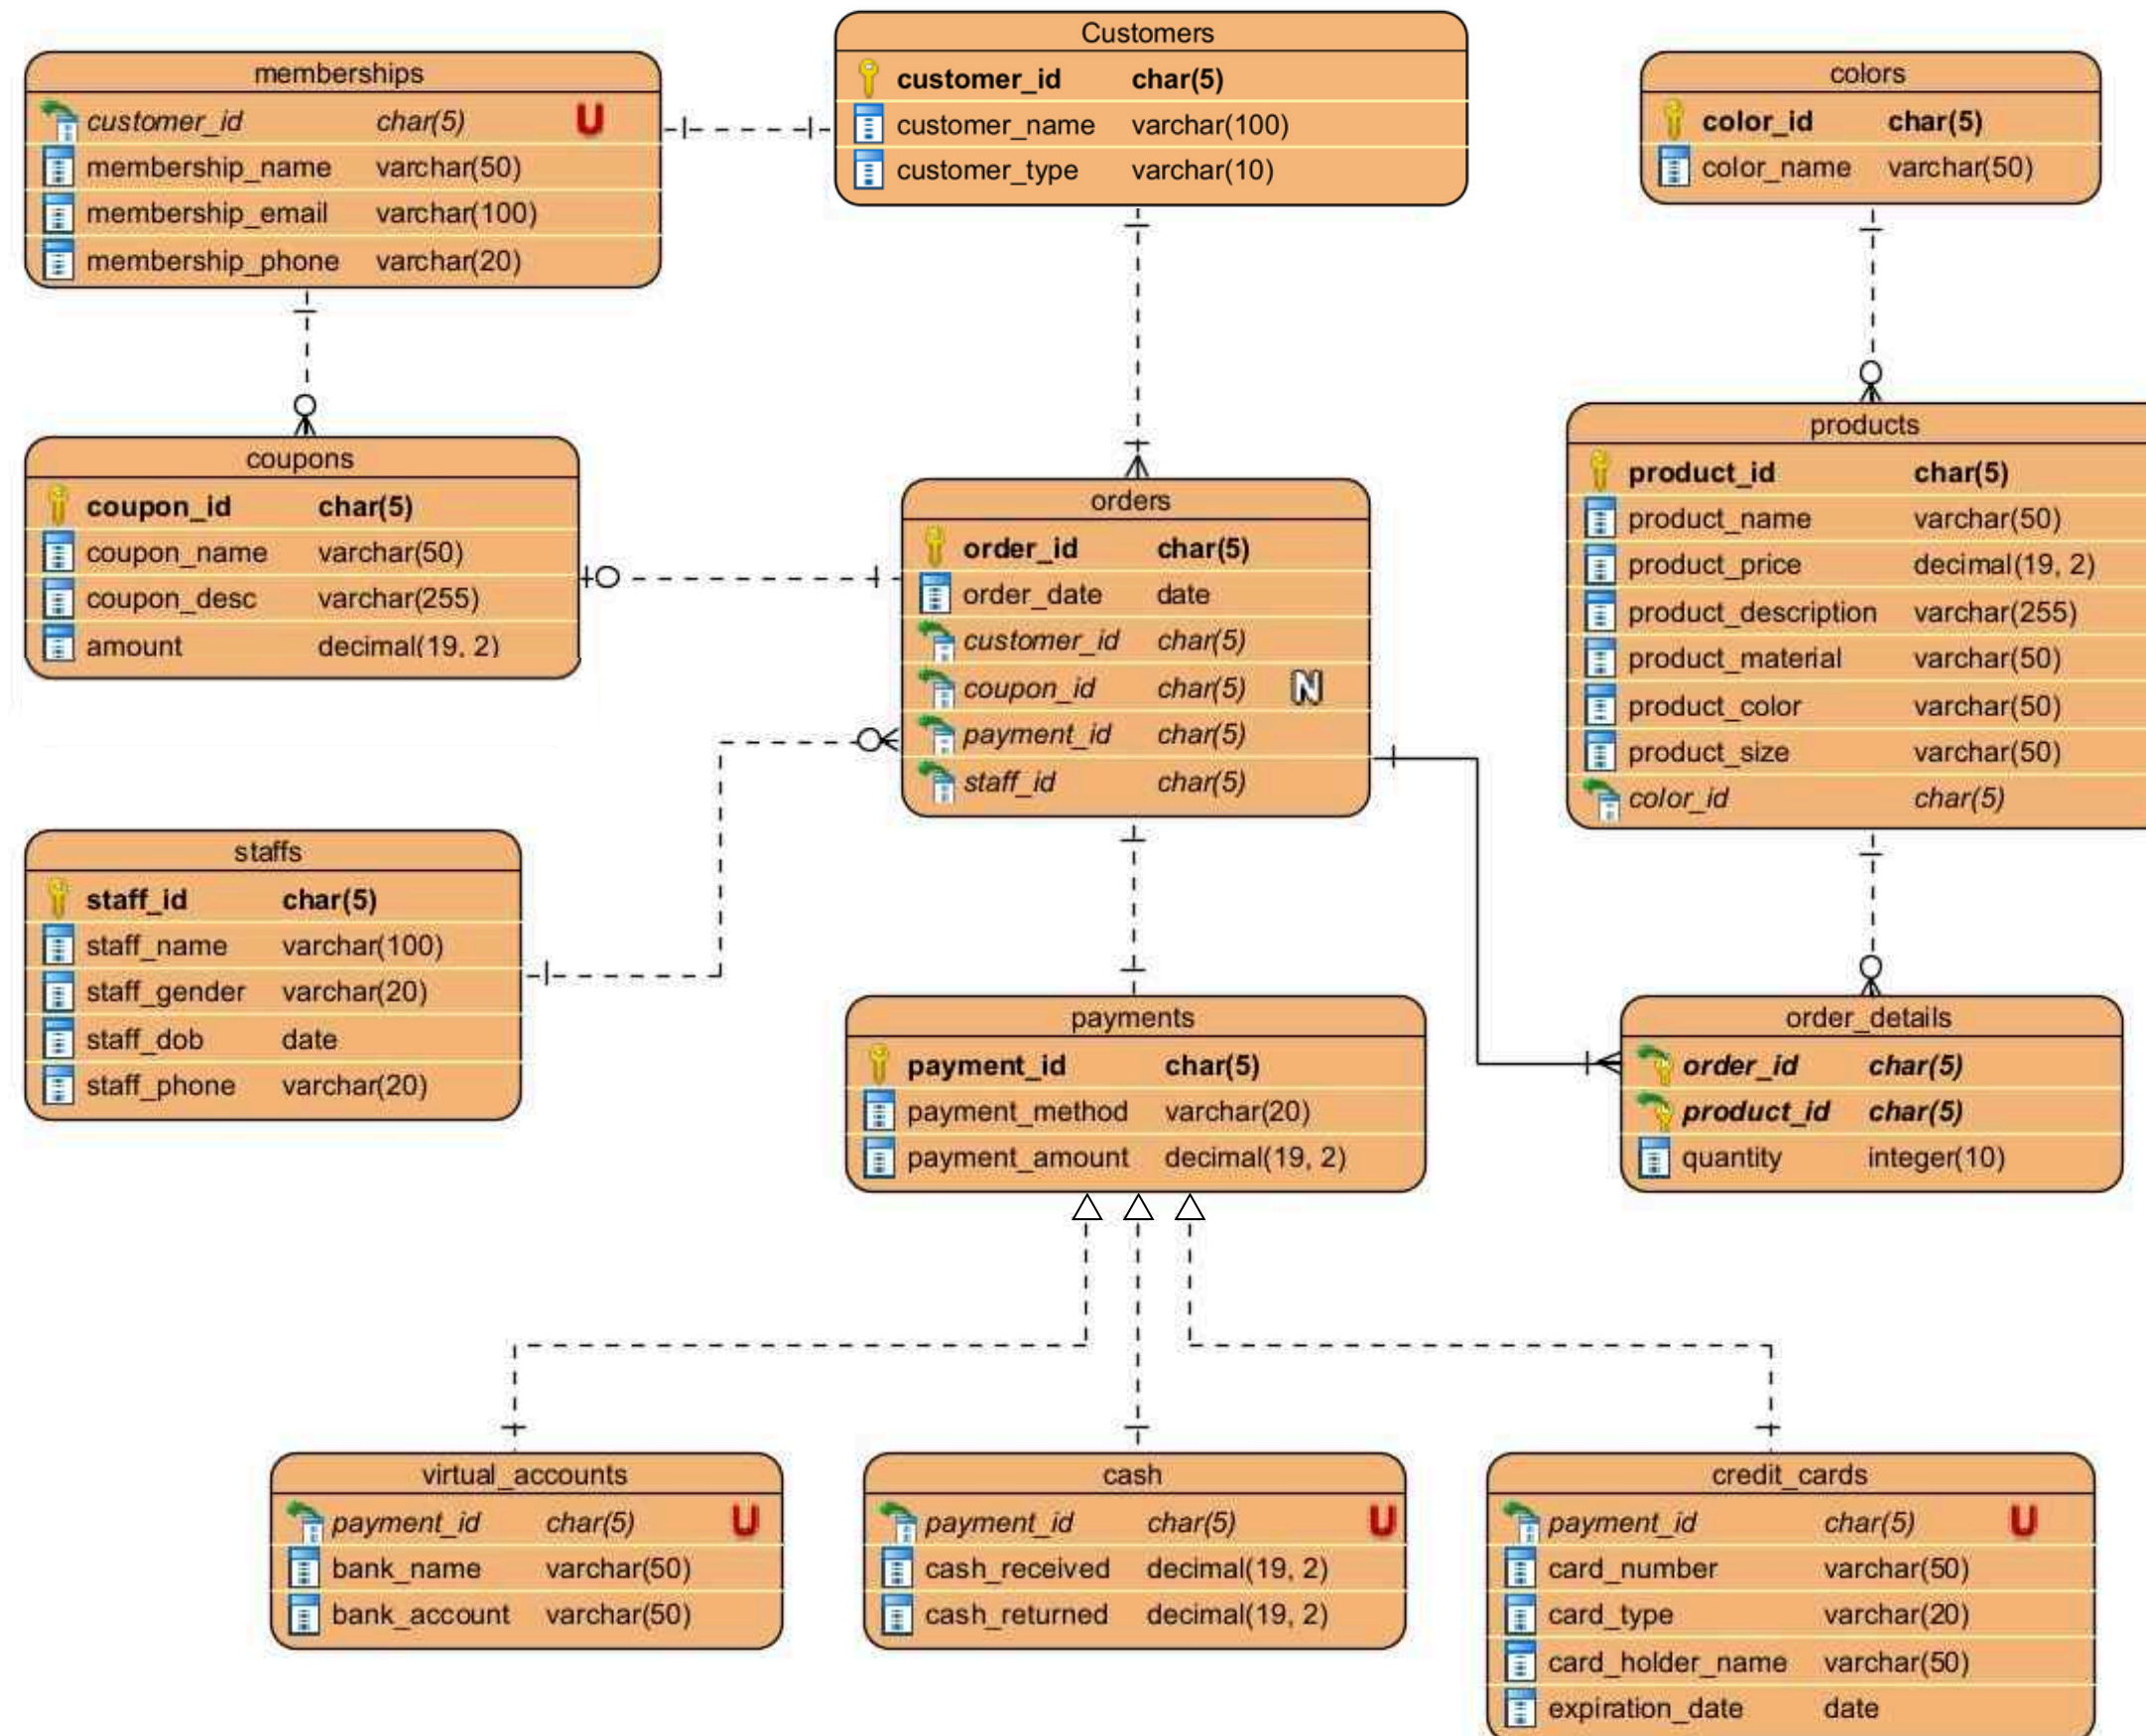 memberships
customer_id char(5) U
membership_name varchar(50)
membership_email varchar(100)
membership_phone varchar(20)
Customers
customer_id char(5)
customer_name varchar(100)
customer_type varchar(10)
colors
color_id char(5)
color_name varchar(50)
coupons
coupon_id char(5)
coupon_name varchar(50)
coupon_desc varchar(255)
amount decimal(19, 2)
orders
order_id char(5)
order_date date
customer_id char(5)
coupon_id char(5) N
payment_id char(5)
staff_id char(5)
products
product_id char(5)
product_name varchar(50)
product_price decimal(19, 2)
product_description varchar(255)
product_material varchar(50)
product_color varchar(50)
product_size varchar(50)
color_id char(5)
staffs
staff_id char(5)
staff_name varchar(100)
staff_gender varchar(20)
staff_dob date
staff_phone varchar(20)
payments
payment_id char(5)
payment_method varchar(20)
payment_amount decimal(19, 2)
order_details
order_id char(5)
product_id char(5)
quantity integer(10)
virtual_accounts
payment_id char(5) U
bank_name varchar(50)
bank_account varchar(50)
cash
payment_id char(5) U
cash_received decimal(19, 2)
cash_returned decimal(19, 2)
credit_cards
payment_id char(5) U
card_number varchar(50)
card_type varchar(20)
card_holder_name varchar(50)
expiration_date date